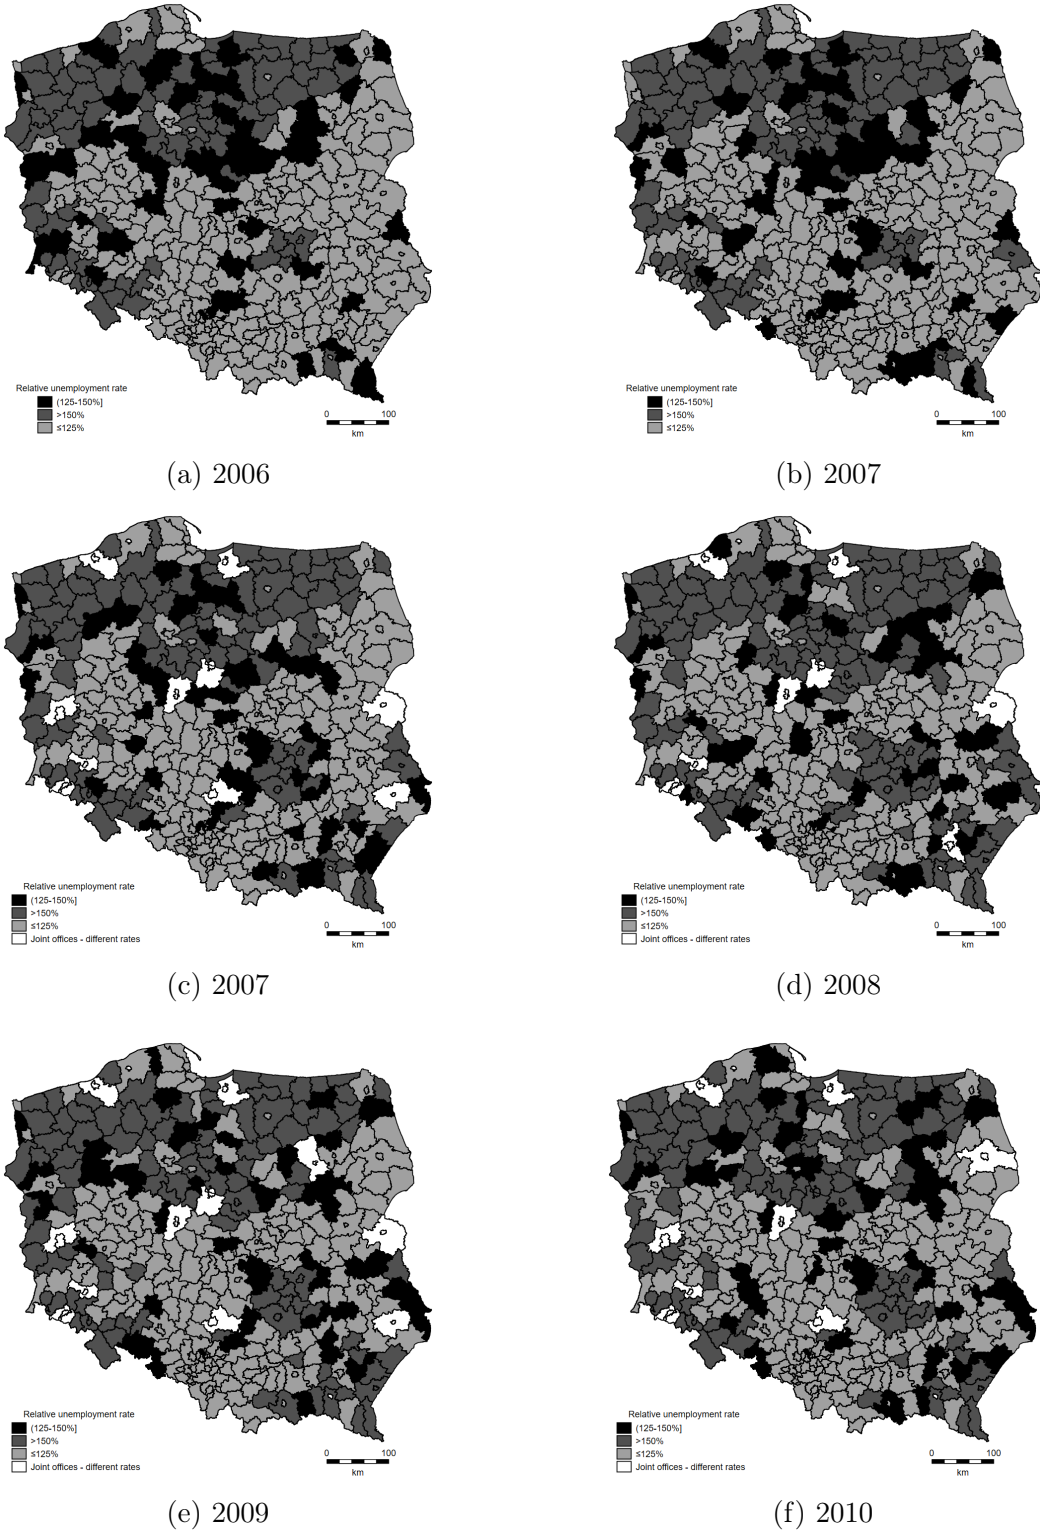 Relative unemployment rate
(125-150%]
>150%
≤125%
0 100
km
(a) 2006
Relative unemployment rate
(125-150%]
>150%
≤125%
0 100
km
(b) 2007
Relative unemployment rate
(125-150%]
>150%
≤125%
Joint offices - different rates
0 100
km
(c) 2007
Relative unemployment rate
(125-150%]
>150%
≤125%
Joint offices - different rates
0 100
km
(d) 2008
Relative unemployment rate
(125-150%]
>150%
≤125%
Joint offices - different rates
0 100
km
(e) 2009
Relative unemployment rate
(125-150%]
>150%
≤125%
Joint offices - different rates
0 100
km
(f) 2010